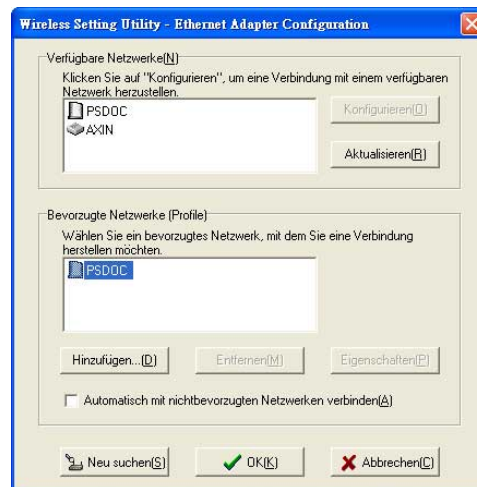 Wireless Setting Utility - Ethernet Adapter Configuration
Verfügbare Netzwerke(N)
Klicken Sie auf "Konfigurieren", um eine Verbindung mit einem verfügbaren
Netzwerk herzustellen.
PSDOC
AXIN
Konfigurieren(O)
Aktualisieren(R)
Bevorzugte Netzwerke (Profile)
Wählen Sie ein bevorzugtes Netzwerk, mit dem Sie eine Verbindung
herstellen möchten.
PSDOC
Hinzufügen...(D)
Entfernen(M)
Eigenschaften(P)
Automatisch mit nichtbevorzugten Netzwerken verbinden(A)
Neu suchen(S)
OK(K)
Abbrechen(C)